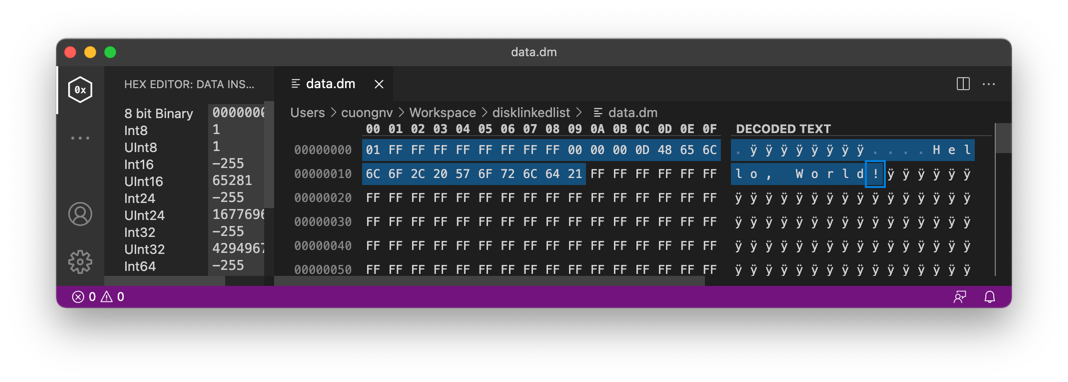 data.dm
HEX EDITOR: DATA INS...
data.dm
Users > cuongnv > Workspace > disklinkedlist > data.dm
8 bit Binary 0000000
Int8 1
UInt8 1
Int16 -255
UInt16 65281
Int24 -255
UInt24 1677696
Int32 -255
UInt32 4294967
Int64 -255
00 01 02 03 04 05 06 07 08 09 0A 0B 0C 0D 0E 0F DECODED TEXT
00000000 01 FF FF FF FF FF FF FF FF 00 00 00 0D 48 65 6C . ÿ ÿ ÿ ÿ ÿ ÿ ÿ ÿ . . . . H e l
00000010 6C 6F 2C 20 57 6F 72 6C 64 21 FF FF FF FF FF FF l o , W o r l d ! ÿ ÿ ÿ ÿ ÿ ÿ
00000020 FF FF FF FF FF FF FF FF FF FF FF FF FF FF FF FF ÿ ÿ ÿ ÿ ÿ ÿ ÿ ÿ ÿ ÿ ÿ ÿ ÿ ÿ ÿ ÿ
00000030 FF FF FF FF FF FF FF FF FF FF FF FF FF FF FF FF ÿ ÿ ÿ ÿ ÿ ÿ ÿ ÿ ÿ ÿ ÿ ÿ ÿ ÿ ÿ ÿ
00000040 FF FF FF FF FF FF FF FF FF FF FF FF FF FF FF FF ÿ ÿ ÿ ÿ ÿ ÿ ÿ ÿ ÿ ÿ ÿ ÿ ÿ ÿ ÿ ÿ
00000050 FF FF FF FF FF FF FF FF FF FF FF FF FF FF FF FF ÿ ÿ ÿ ÿ ÿ ÿ ÿ ÿ ÿ ÿ ÿ ÿ ÿ ÿ ÿ ÿ
0x
0 0